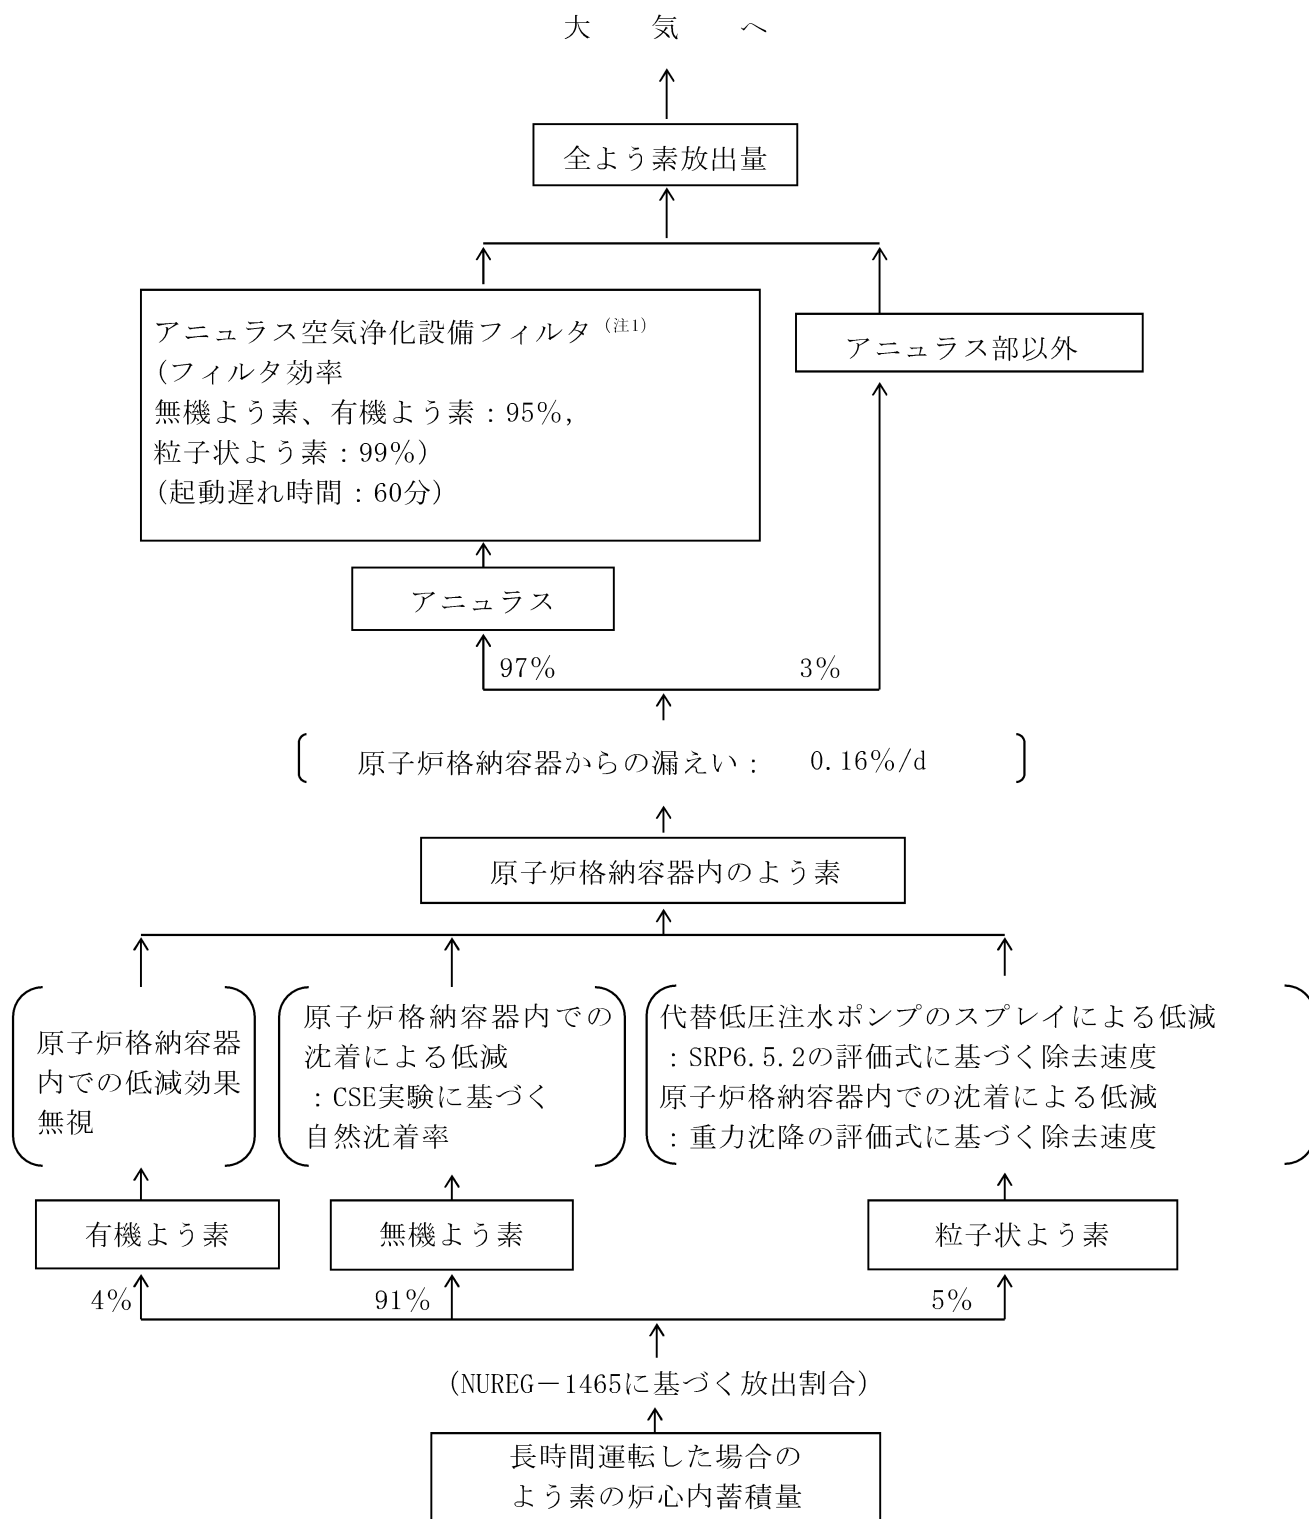 大 気 へ
全よう素放出量
アニュラス空気浄化設備フィルタ(注1)
(フィルタ効率
無機よう素、有機よう素：95%,
粒子状よう素：99%)
(起動遅れ時間：60分)
アニュラス部以外
アニュラス
97%
3%
原子炉格納容器からの漏えい： 0.16%/d
原子炉格納容器内のよう素
原子炉格納容器
内での低減効果
無視
原子炉格納容器内での
沈着による低減
：CSE実験に基づく
自然沈着率
代替低圧注水ポンプのスプレイによる低減
：SRP6.5.2の評価式に基づく除去速度
原子炉格納容器内での沈着による低減
：重力沈降の評価式に基づく除去速度
有機よう素
無機よう素
粒子状よう素
4%
91%
5%
(NUREG－1465に基づく放出割合)
長時間運転した場合の
よう素の炉心内蓄積量